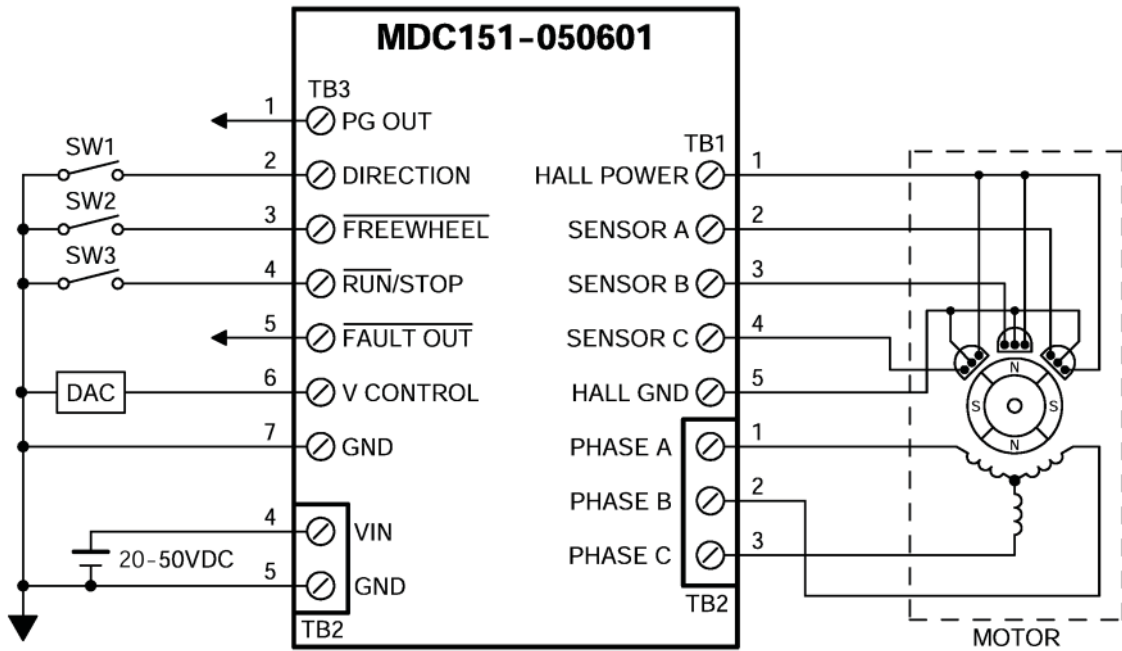 MDC151-050601
TB3
1 PG OUT
SW1 2 DIRECTION
SW2 3 FREEWHEEL
SW3 4 RUN/STOP
5 FAULT OUT
DAC 6 V CONTROL
7 GND
4 VIN
20-50VDC
5 GND
TB2
TB1
HALL POWER 1
SENSOR A 2
SENSOR B 3
SENSOR C 4
HALL GND 5
PHASE A 1
PHASE B 2
PHASE C 3
TB2
N
S S
N
MOTOR